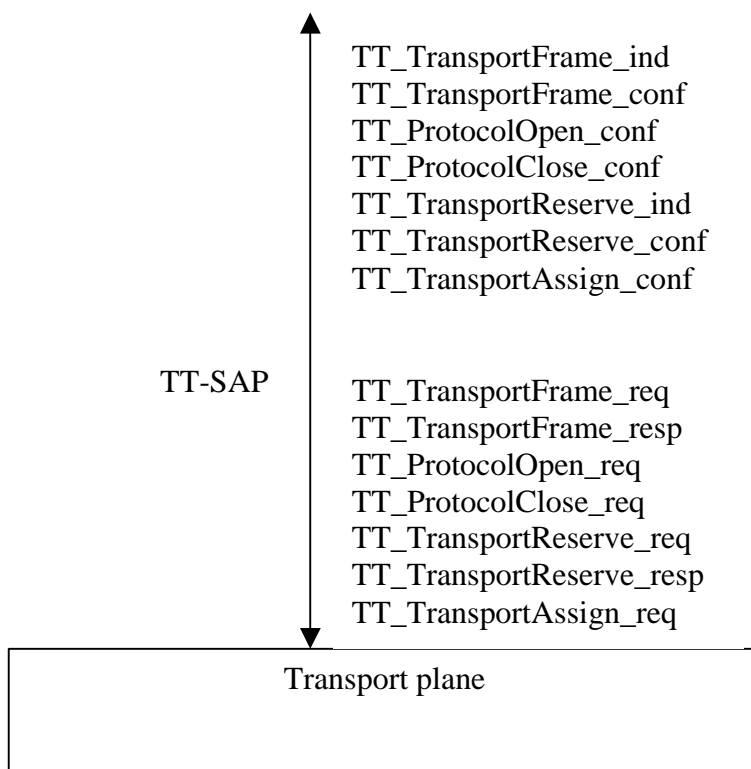 TT_TransportFrame_ind
TT_TransportFrame_conf
TT_ProtocolOpen_conf
TT_ProtocolClose_conf
TT_TransportReserve_ind
TT_TransportReserve_conf
TT_TransportAssign_conf
TT-SAP
TT_TransportFrame_req
TT_TransportFrame_resp
TT_ProtocolOpen_req
TT_ProtocolClose_req
TT_TransportReserve_req
TT_TransportReserve_resp
TT_TransportAssign_req
Transport plane